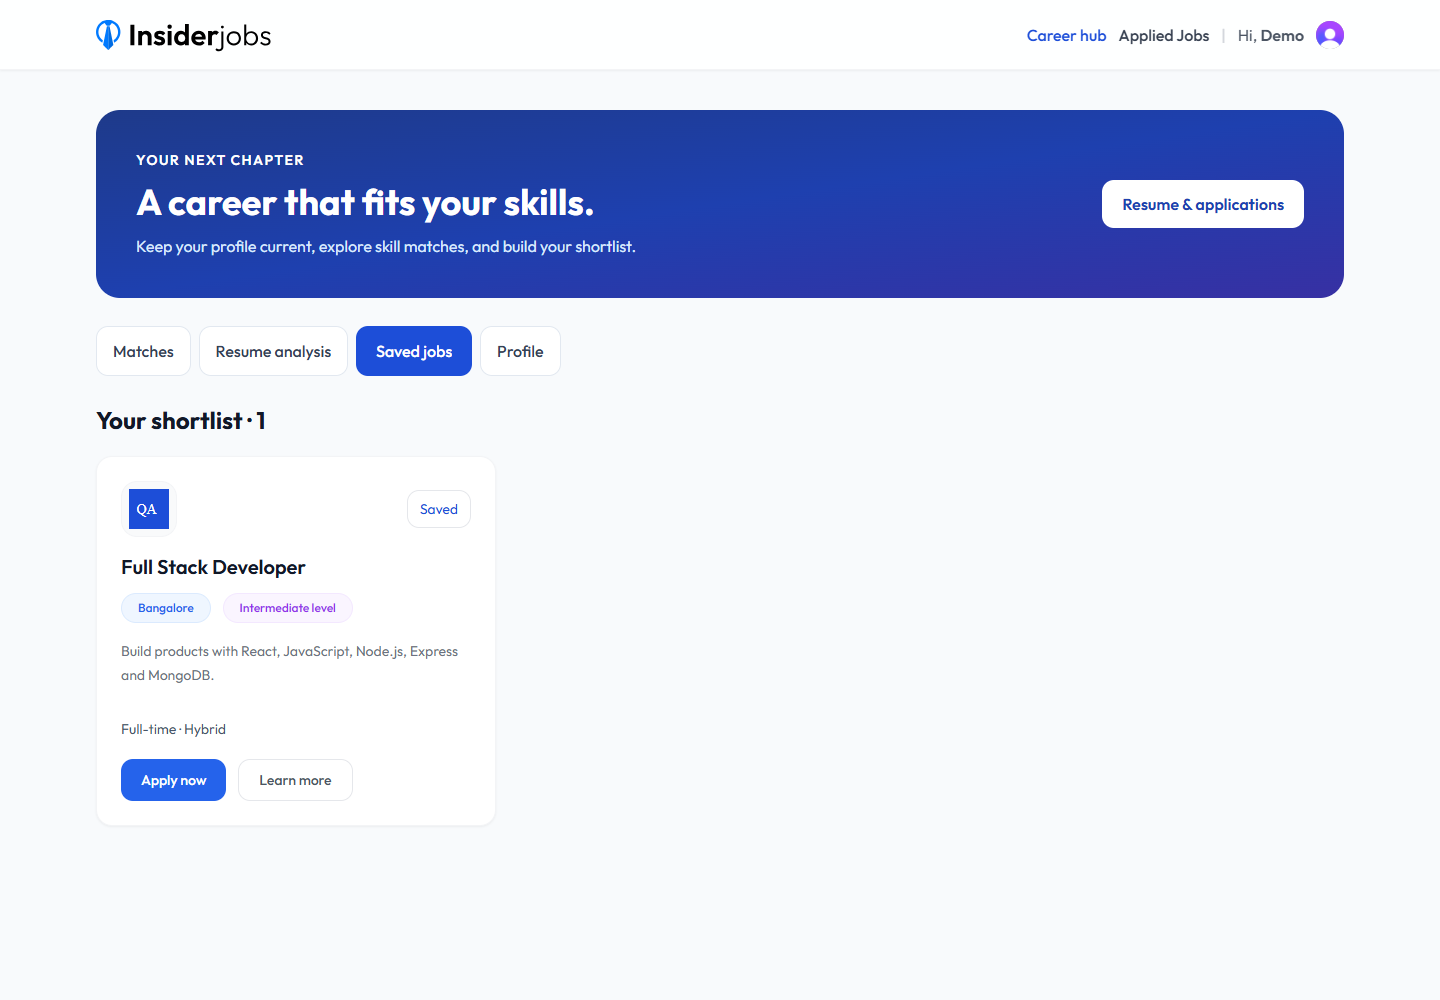 Insiderjobs
Career hub Applied Jobs | Hi, Demo
YOUR NEXT CHAPTER
A career that fits your skills.
Keep your profile current, explore skill matches, and build your shortlist.
Resume & applications
Matches Resume analysis Saved jobs Profile
Your shortlist · 1
QA
Saved
Full Stack Developer
Bangalore Intermediate level
Build products with React, JavaScript, Node.js, Express
and MongoDB.
Full-time · Hybrid
Apply now Learn more